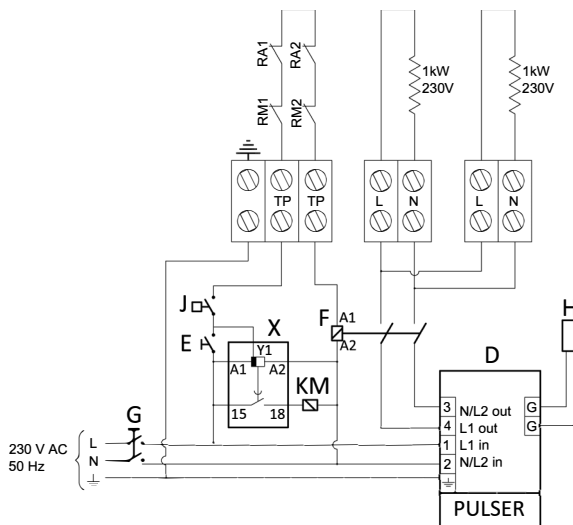 RA1
RA2
RM1
RM2
1kW
230V
1kW
230V
TP
TP
L
N
L
N
J
E
X
Y1
A1
A2
15
18
KM
F
A1
A2
H
D
3 N/L2 out
4 L1 out
1 L1 in
2 N/L2 in
G
G
PULSER
G
230 V AC
50 Hz
L
N